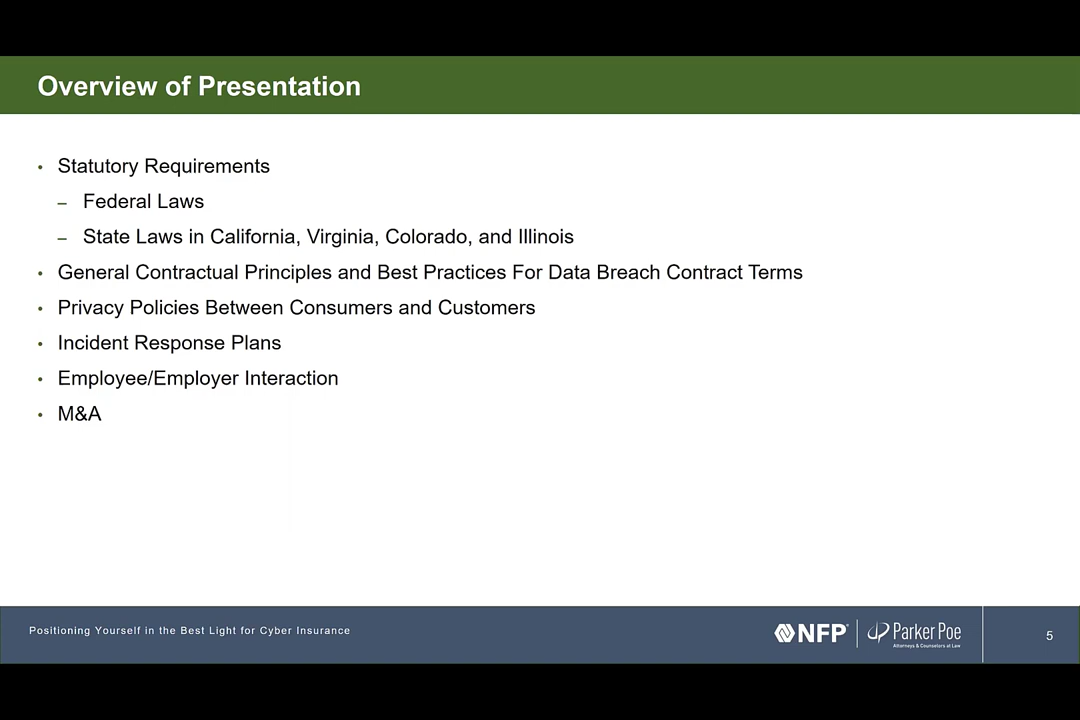 Overview of Presentation
• Statutory Requirements
– Federal Laws
– State Laws in California, Virginia, Colorado, and Illinois
• General Contractual Principles and Best Practices For Data Breach Contract Terms
• Privacy Policies Between Consumers and Customers
• Incident Response Plans
• Employee/Employer Interaction
• M&A
Positioning Yourself in the Best Light for Cyber Insurance
NFP
Parker Poe
Attorneys & Counselors at Law
5